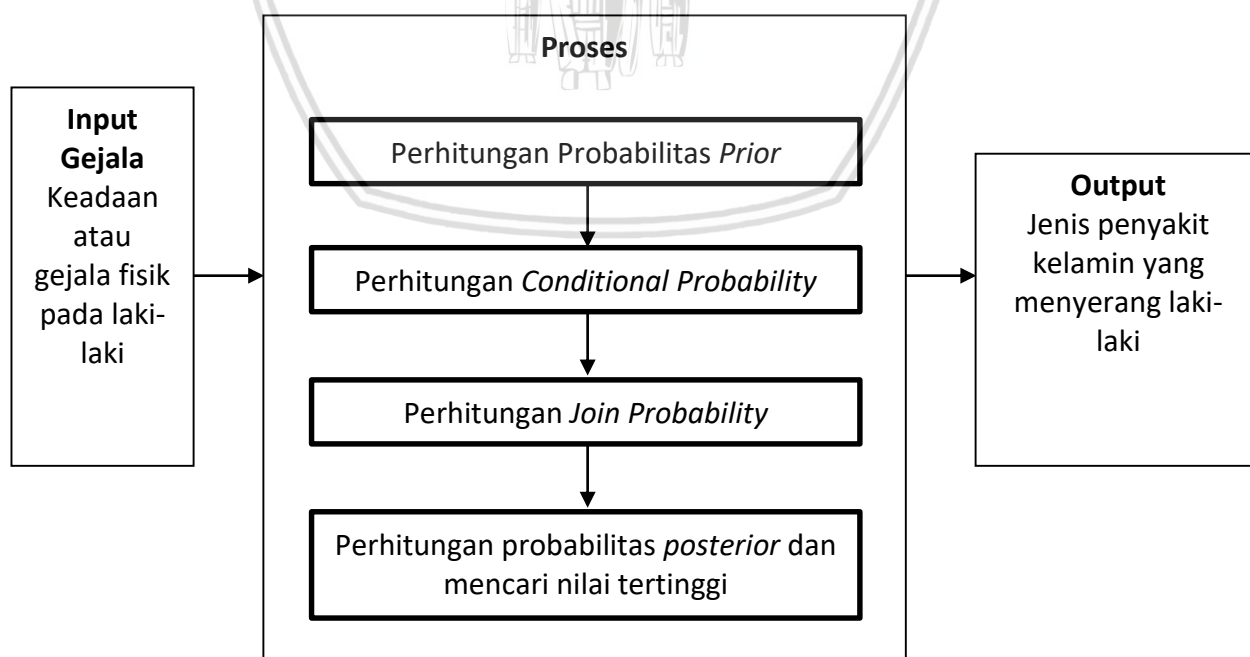 Input
Gejala
Keadaan
atau
gejala fisik
pada laki-
laki
Proses
Perhitungan Probabilitas Prior
Perhitungan Conditional Probability
Perhitungan Join Probability
Perhitungan probabilitas posterior dan
mencari nilai tertinggi
Output
Jenis penyakit
kelamin yang
menyerang laki-
laki